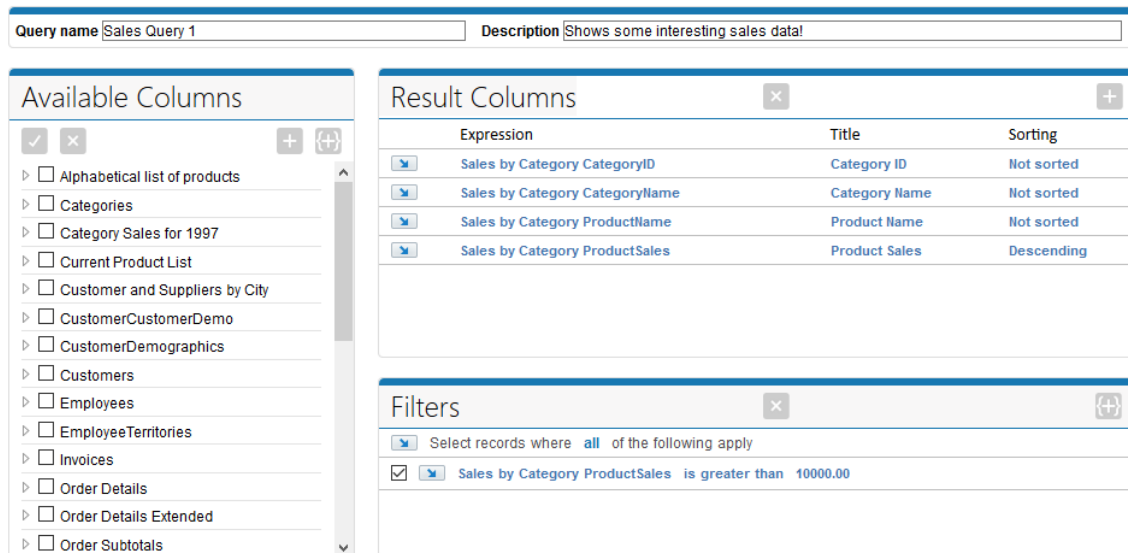 Query name Sales Query 1 Description Shows some interesting sales data!
Available Columns
Alphabetical list of products
Categories
Category Sales for 1997
Current Product List
Customer and Suppliers by City
CustomerCustomerDemo
CustomerDemographics
Customers
Employees
EmployeeTerritories
Invoices
Order Details
Order Details Extended
Order Subtotals
Result Columns
Expression Title Sorting
Sales by Category CategoryID Category ID Not sorted
Sales by Category CategoryName Category Name Not sorted
Sales by Category ProductName Product Name Not sorted
Sales by Category ProductSales Product Sales Descending
Filters
Select records where all of the following apply
Sales by Category ProductSales is greater than 10000.00